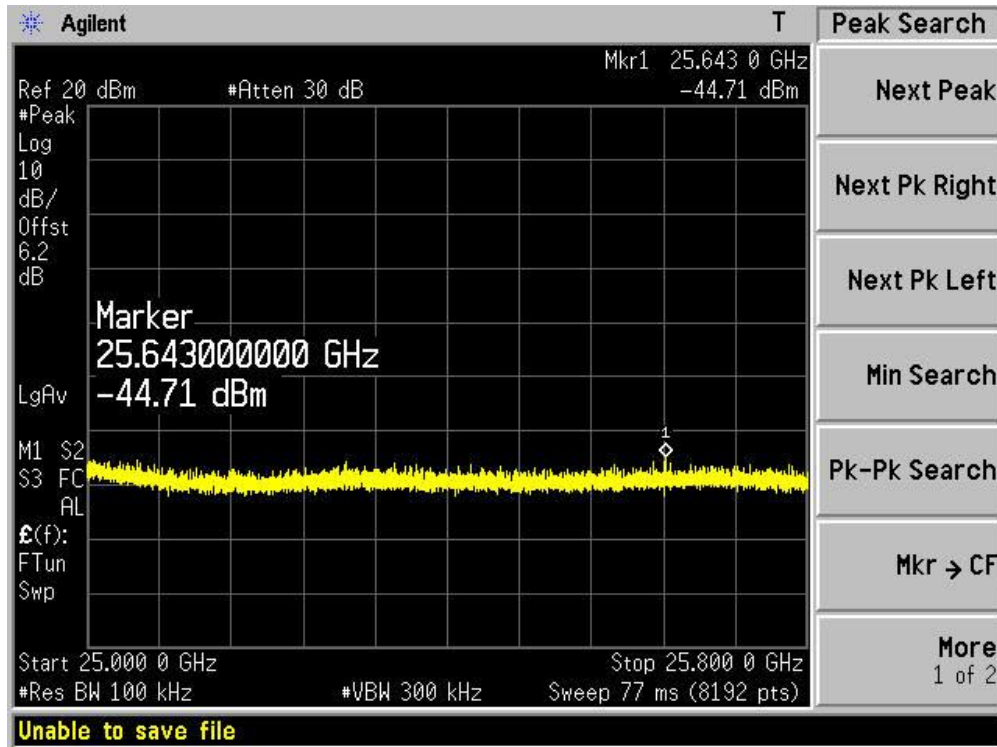 Agilent
T
Peak Search
Mkr1 25.643 0 GHz
Ref 20 dBm
#Atten 30 dB
-44.71 dBm
#Peak
Log
10
dB/
Offst
6.2
dB
Marker
25.643000000 GHz
-44.71 dBm
LgAv
1
M1 S2
S3 FC
AL
£(f):
FTun
Swp
Start 25.000 0 GHz
Stop 25.800 0 GHz
#Res BW 100 kHz
#VBW 300 kHz
Sweep 77 ms (8192 pts)
Unable to save file
Next Peak
Next Pk Right
Next Pk Left
Min Search
Pk-Pk Search
Mkr → CF
More
1 of 2